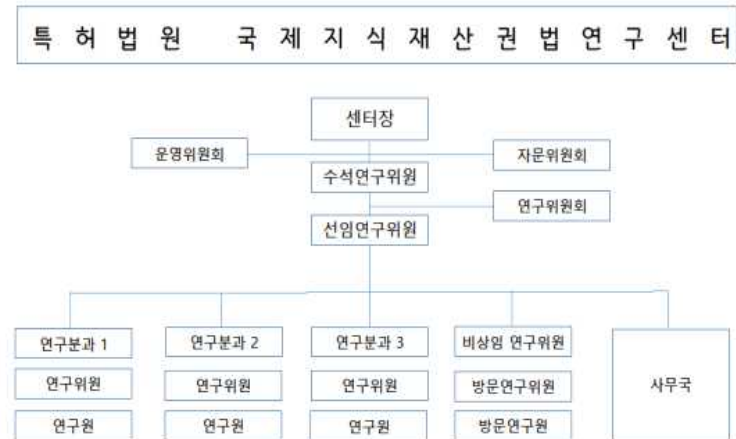 특 허 법 원 국 제 지 식 재 산 권 법 연 구 센 터
센터장
운영위원회 자문위원회
수석연구위원
연구위원회
선임연구위원
연구분과 1 연구분과 2 연구분과 3 비상임 연구위원
연구위원 연구위원 연구위원 방문연구위원 사무국
연구원 연구원 연구원 방문연구원